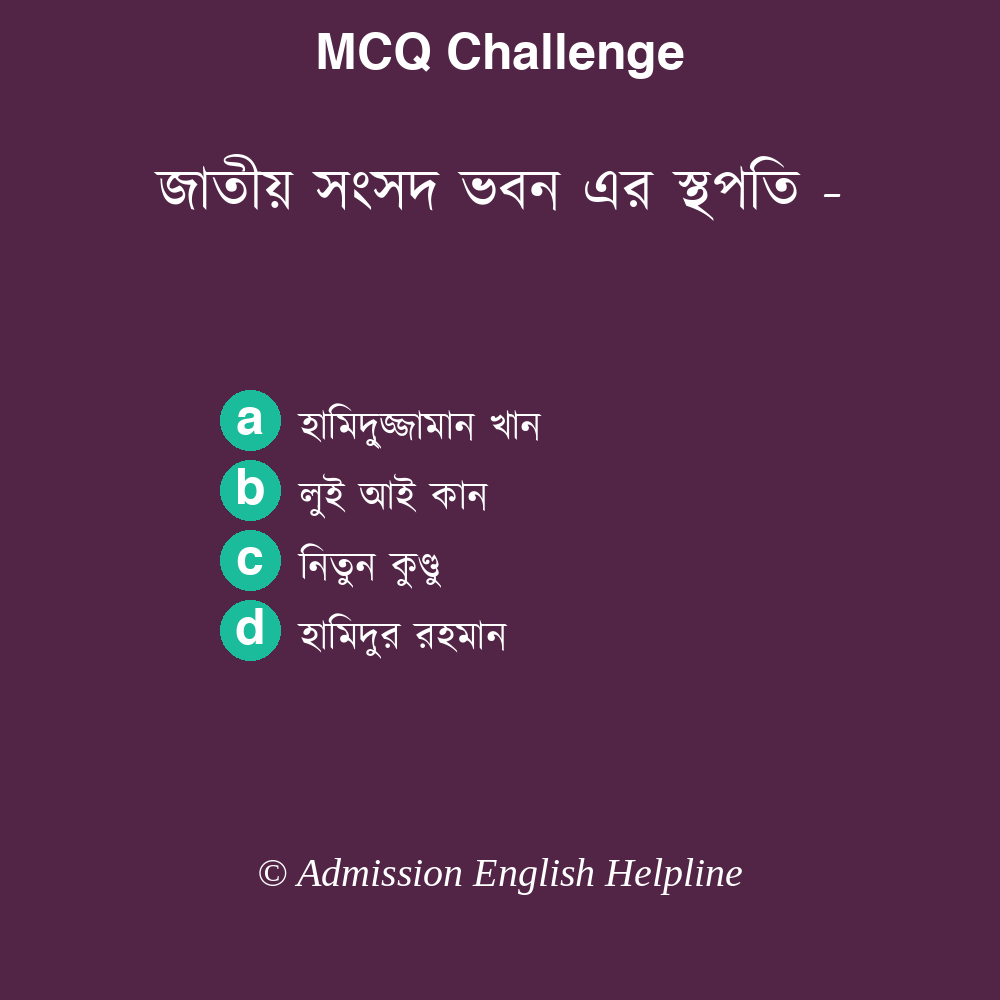 MCQ Challenge
জাতীয় সংসদ ভবন এর স্থপতি -
a হামিদুজ্জামান খান
b লুই আই কান
c নিতুন কুণ্ডু
d হামিদুর রহমান
© Admission English Helpline